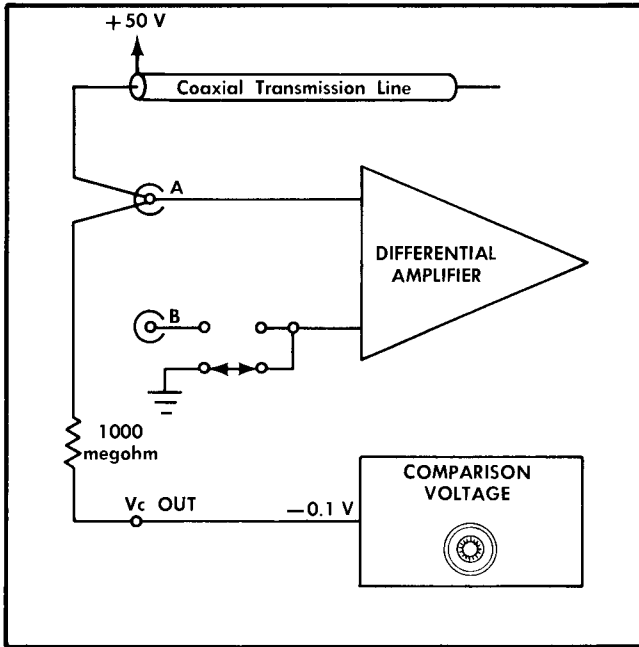 +50 V
Coaxial Transmission Line
A
DIFFERENTIAL
AMPLIFIER
B
1000
megohm
COMPARISON
VOLTAGE
Vc OUT
−0.1 V